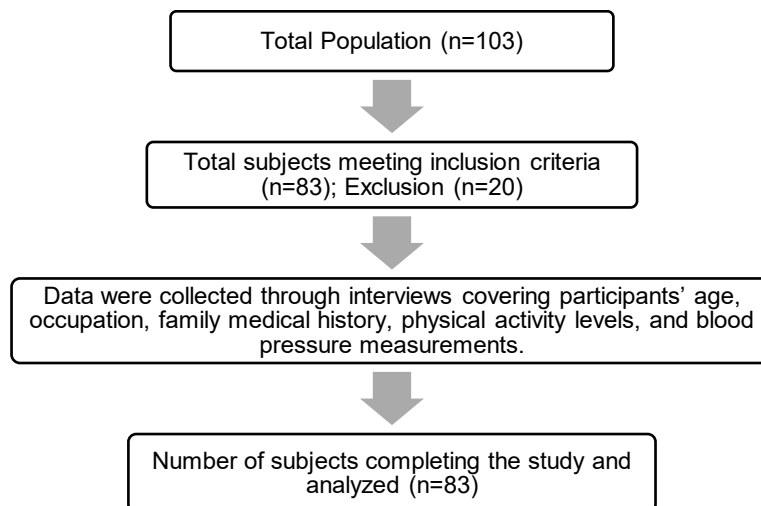 Total Population (n=103)
Total subjects meeting inclusion criteria
(n=83); Exclusion (n=20)
Data were collected through interviews covering participants’ age,
occupation, family medical history, physical activity levels, and blood
pressure measurements.
Number of subjects completing the study and
analyzed (n=83)